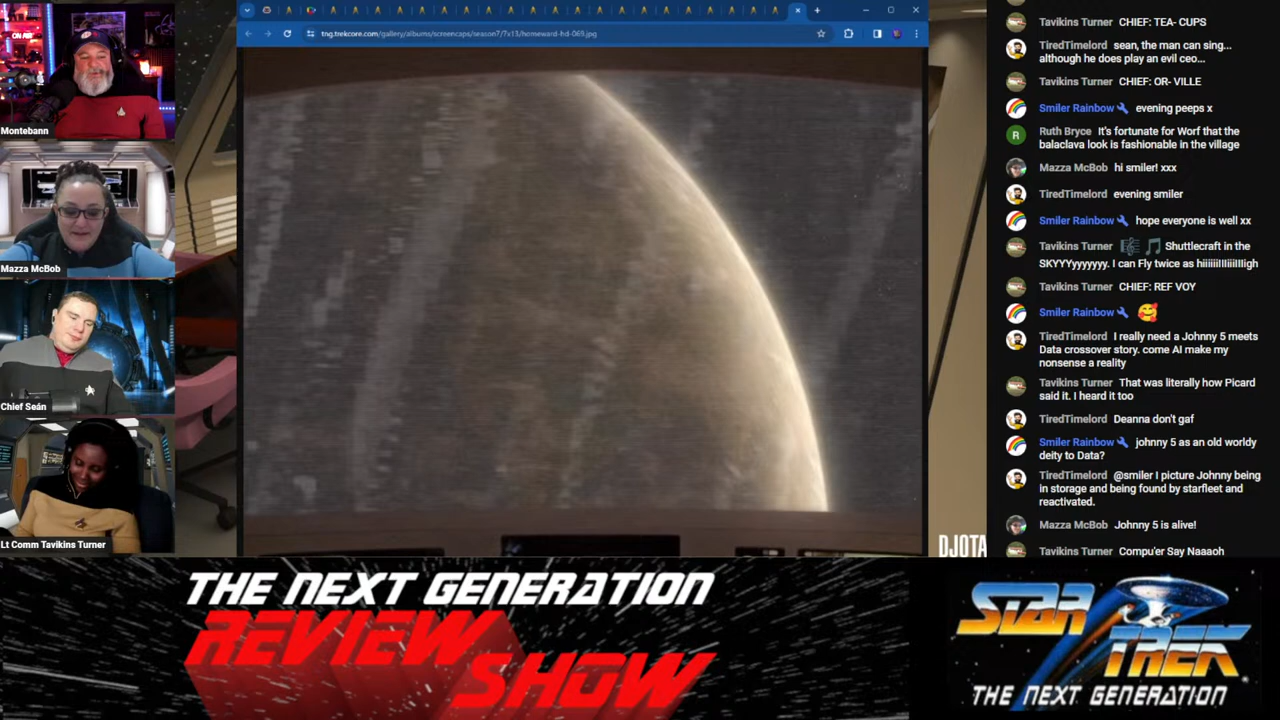 ON AIR
Montebann
Mazza McBob
Chief Seán
Lt Comm Tavikins Turner
tng.trekcore.com/gallery/albums/screencaps/season7/7x13/homeward-hd-069.jpg
Tavikins Turner CHIEF: TEA- CUPS
TiredTimelord sean, the man can sing...
although he does play an evil ceo...
Tavikins Turner CHIEF: OR- VILLE
Smiler Rainbow evening peeps x
R
Ruth Bryce It's fortunate for Worf that the
balaclava look is fashionable in the village
Mazza McBob hi smiler! xxx
TiredTimelord evening smiler
Smiler Rainbow hope everyone is well xx
Tavikins Turner 🎼 🎵 Shuttlecraft in the
SKYYYyyyyyy. I can Fly twice as hiiiiiIIIiiiIIIigh
Tavikins Turner CHIEF: REF VOY
Smiler Rainbow 🥰
TiredTimelord I really need a Johnny 5 meets
Data crossover story. come AI make my
nonsense a reality
Tavikins Turner That was literally how Picard
said it. I heard it too
TiredTimelord Deanna don't gaf
Smiler Rainbow johnny 5 as an old worldy
deity to Data?
TiredTimelord @smiler I picture Johnny being
in storage and being found by starfleet and
reactivated.
Mazza McBob Johnny 5 is alive!
Tavikins Turner Compu'er Say Naaaoh
DJOTA
THE NEXT GENERATION
REVIEW
SHOW
STAR
TREK
THE NEXT GENERATION